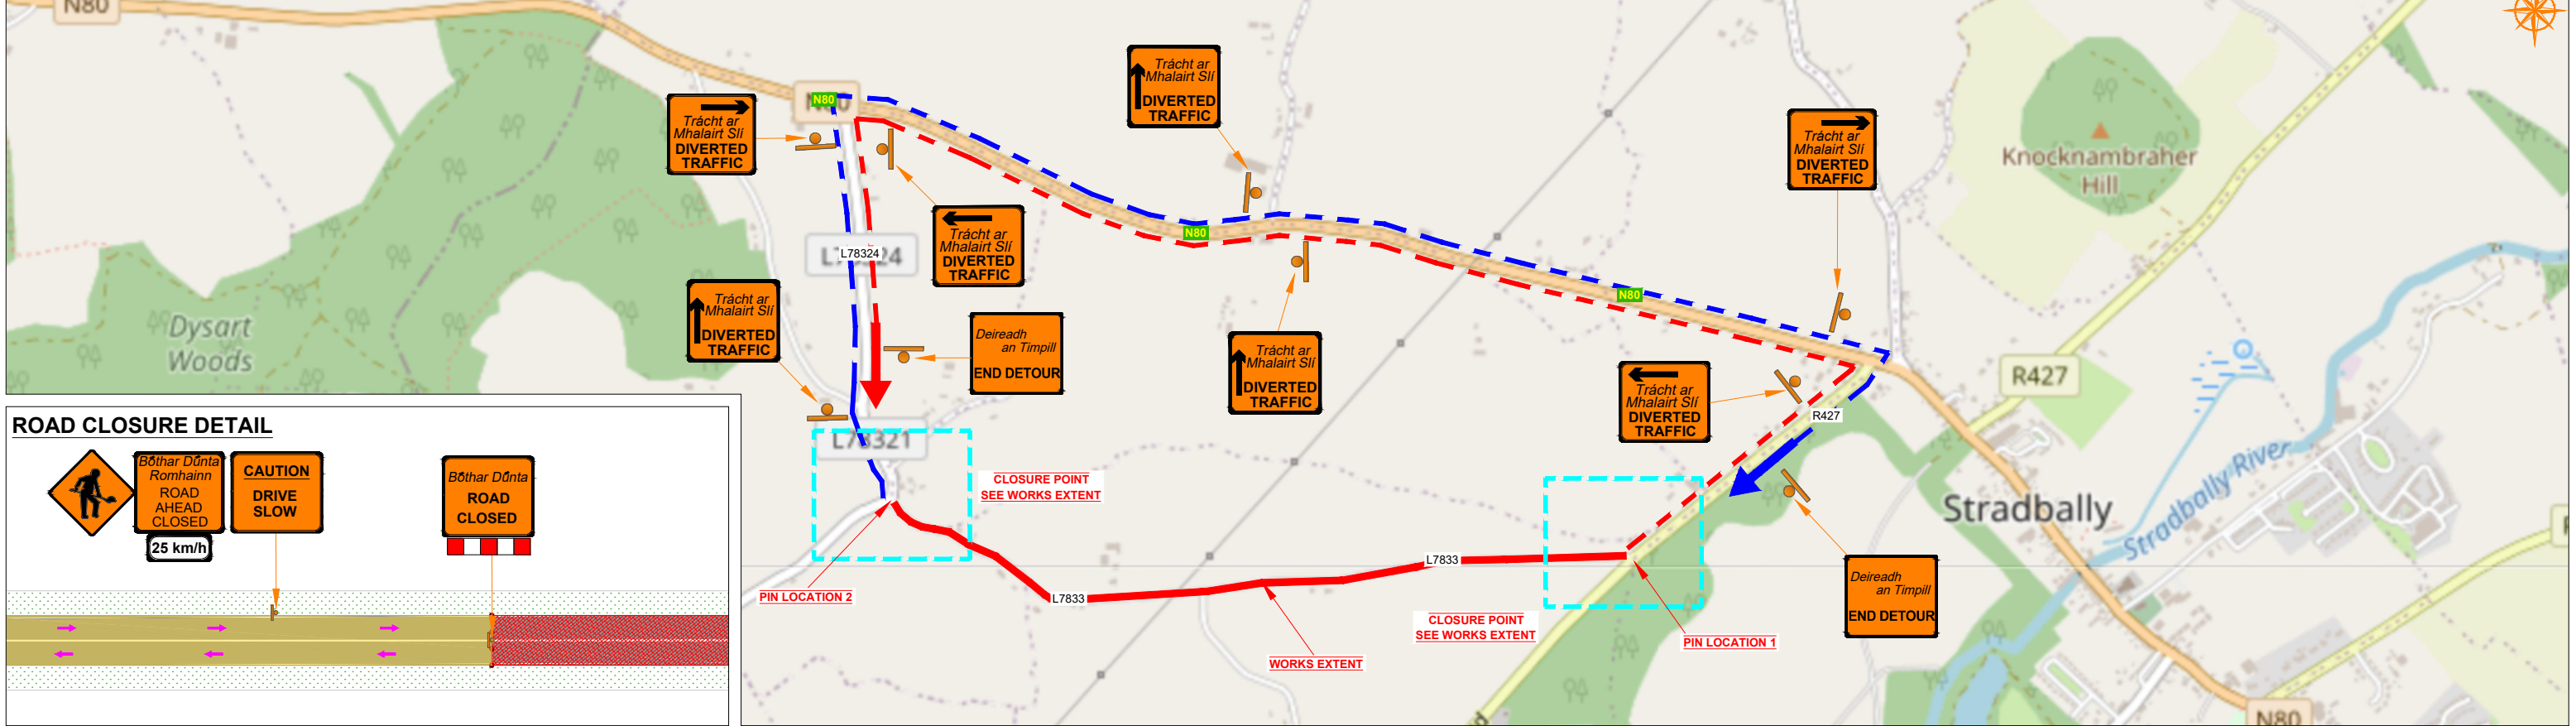 N80
N80
Trácht ar
Mhalairt Slí
DIVERTED
TRAFFIC
Trácht ar
Mhalairt Slí
DIVERTED
TRAFFIC
Trácht ar
Mhalairt Slí
DIVERTED
TRAFFIC
Knocknambraher
Hill
Trácht ar
Mhalairt Slí
DIVERTED
TRAFFIC
N80
L78324
N80
Trácht ar
Mhalairt Slí
DIVERTED
TRAFFIC
Deireadh
an Timpill
END DETOUR
Trácht ar
Mhalairt Slí
DIVERTED
TRAFFIC
Trácht ar
Mhalairt Slí
DIVERTED
TRAFFIC
R427
R427
Dysart
Woods
L78321
Stradbally
Stradbally River
CLOSURE POINT
SEE WORKS EXTENT
L7833
L7833
PIN LOCATION 2
CLOSURE POINT
SEE WORKS EXTENT
WORKS EXTENT
PIN LOCATION 1
Deireadh
an Timpill
END DETOUR
N80
ROAD CLOSURE DETAIL
Bóthar Dúnta
Romhainn
ROAD
AHEAD
CLOSED
25 km/h
CAUTION
DRIVE
SLOW
Bóthar Dúnta
ROAD
CLOSED